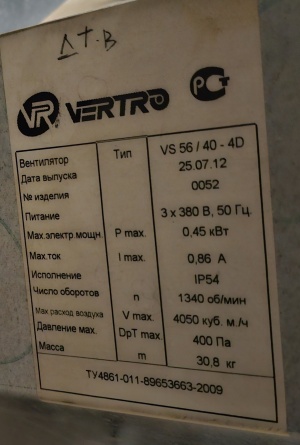 Δ т.В
VR VERTRO РСТ
Вентилятор Тип VS 56 / 40 - 4D
Дата выпуска 25.07.12
№ изделия 0052
Питание 3 x 380 В, 50 Гц.
Мах.электр.мощн. P max. 0,45 кВт
Мах.ток I max. 0,86 А
Исполнение IP54
Число оборотов n 1340 об/мин
Мах расход воздуха V max. 4050 куб. м./ч
Давление мах. DpT max. 400 Па
Масса m 30,8 кг
ТУ4861-011-89653663-2009